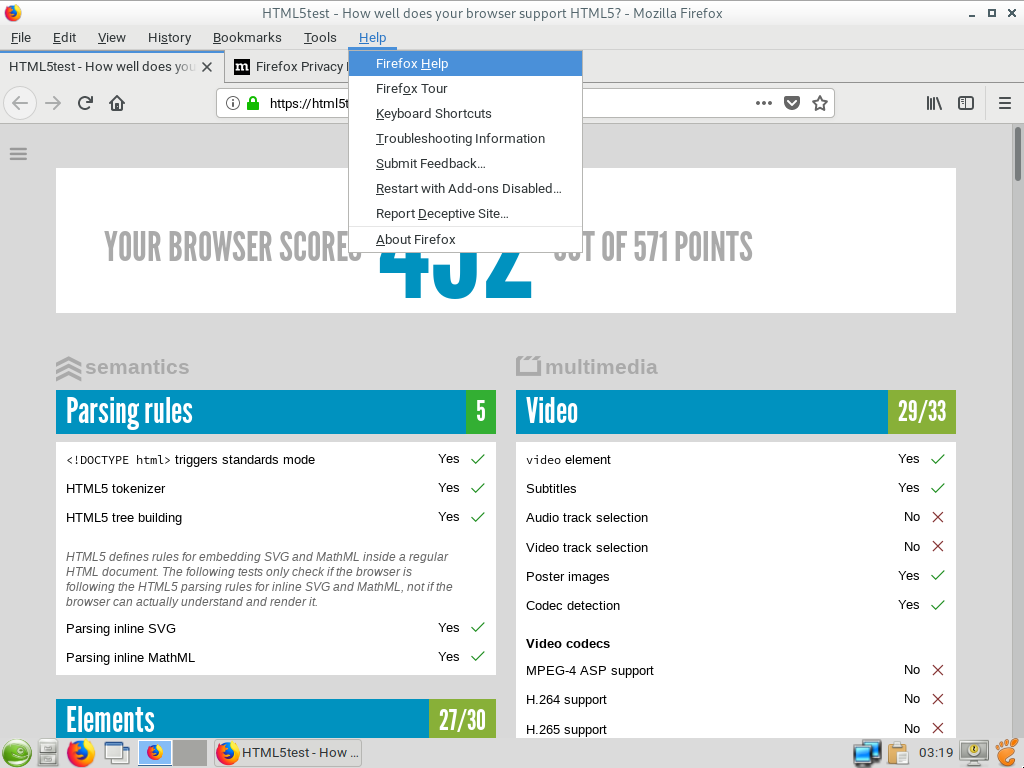 HTML5test - How well does your browser support HTML5? - Mozilla Firefox
File Edit View History Bookmarks Tools Help
HTML5test - How well does you
Firefox Privacy
https://html5t
Firefox Help
Firefox Tour
Keyboard Shortcuts
Troubleshooting Information
Submit Feedback...
Restart with Add-ons Disabled...
Report Deceptive Site...
About Firefox
YOUR BROWSER SCORES 492 OUT OF 571 POINTS
semantics
Parsing rules 5
<!DOCTYPE html> triggers standards mode Yes
HTML5 tokenizer Yes
HTML5 tree building Yes
HTML5 defines rules for embedding SVG and MathML inside a regular
HTML document. The following tests only check if the browser is
following the HTML5 parsing rules for inline SVG and MathML, not if the
browser can actually understand and render it.
Parsing inline SVG Yes
Parsing inline MathML Yes
Elements 27/30
multimedia
Video 29/33
video element Yes
Subtitles Yes
Audio track selection No
Video track selection No
Poster images Yes
Codec detection Yes
Video codecs
MPEG-4 ASP support No
H.264 support No
H.265 support No
HTML5test - How ...
03:19